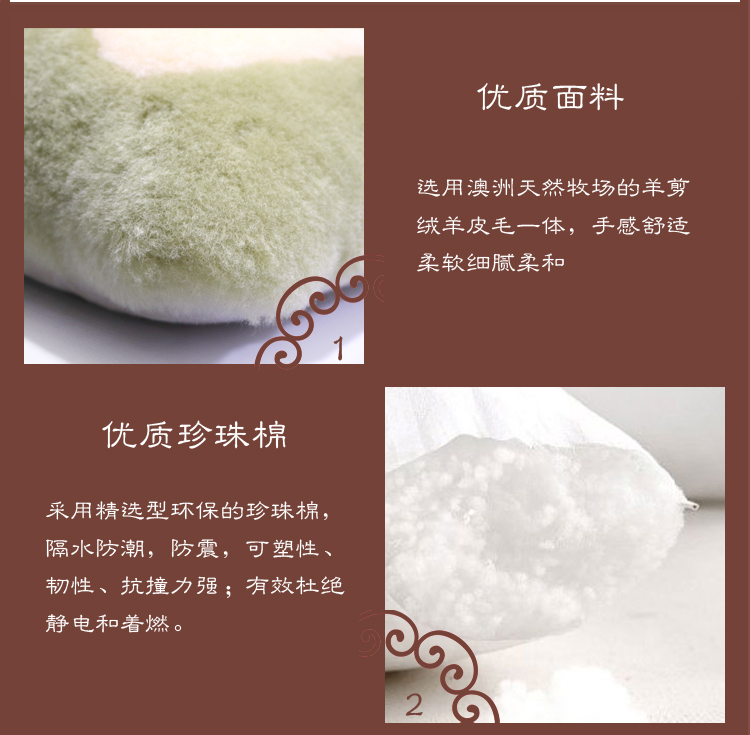 优质面料
选用澳洲天然牧场的羊剪
绒羊皮毛一体，手感舒适
柔软细腻柔和
1
优质珍珠棉
采用精选型环保的珍珠棉，
隔水防潮，防震，可塑性、
韧性、抗撞力强；有效杜绝
静电和着燃。
2